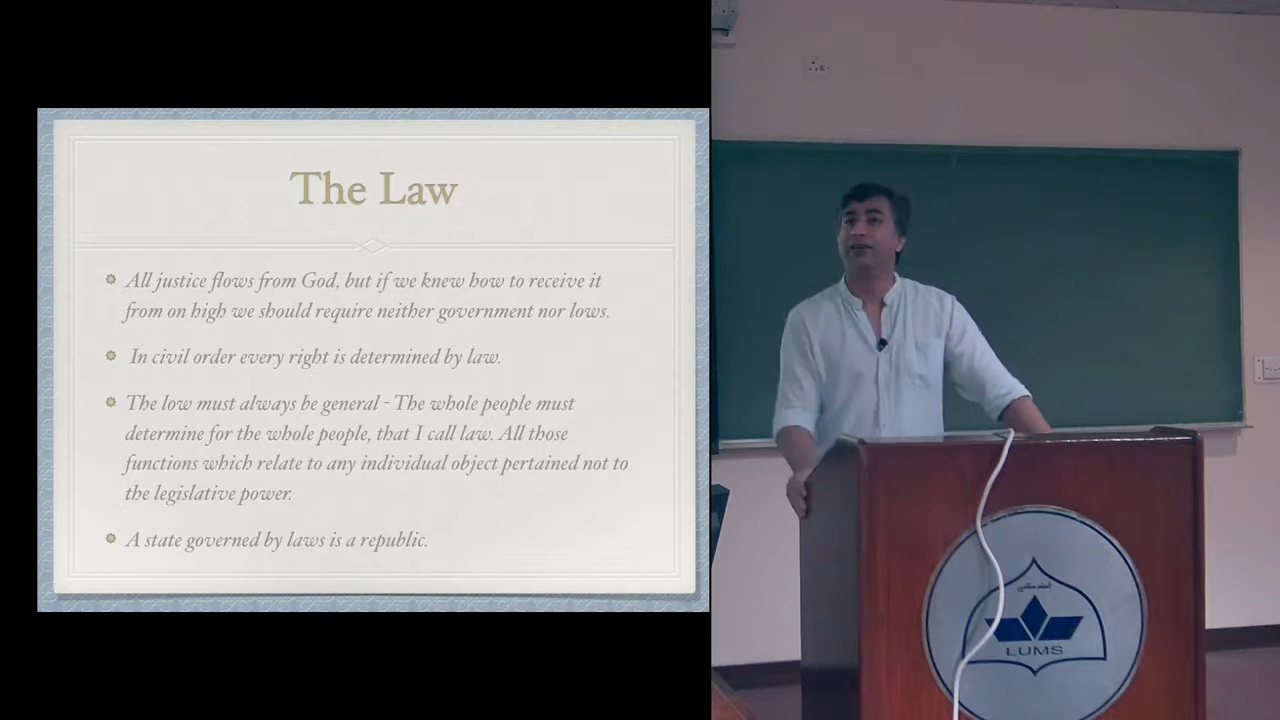 The Law
All justice flows from God, but if we knew how to receive it
from on high we should require neither government nor lows.
In civil order every right is determined by law.
The low must always be general - The whole people must
determine for the whole people, that I call law. All those
functions which relate to any individual object pertained not to
the legislative power.
A state governed by laws is a republic.
LUMS